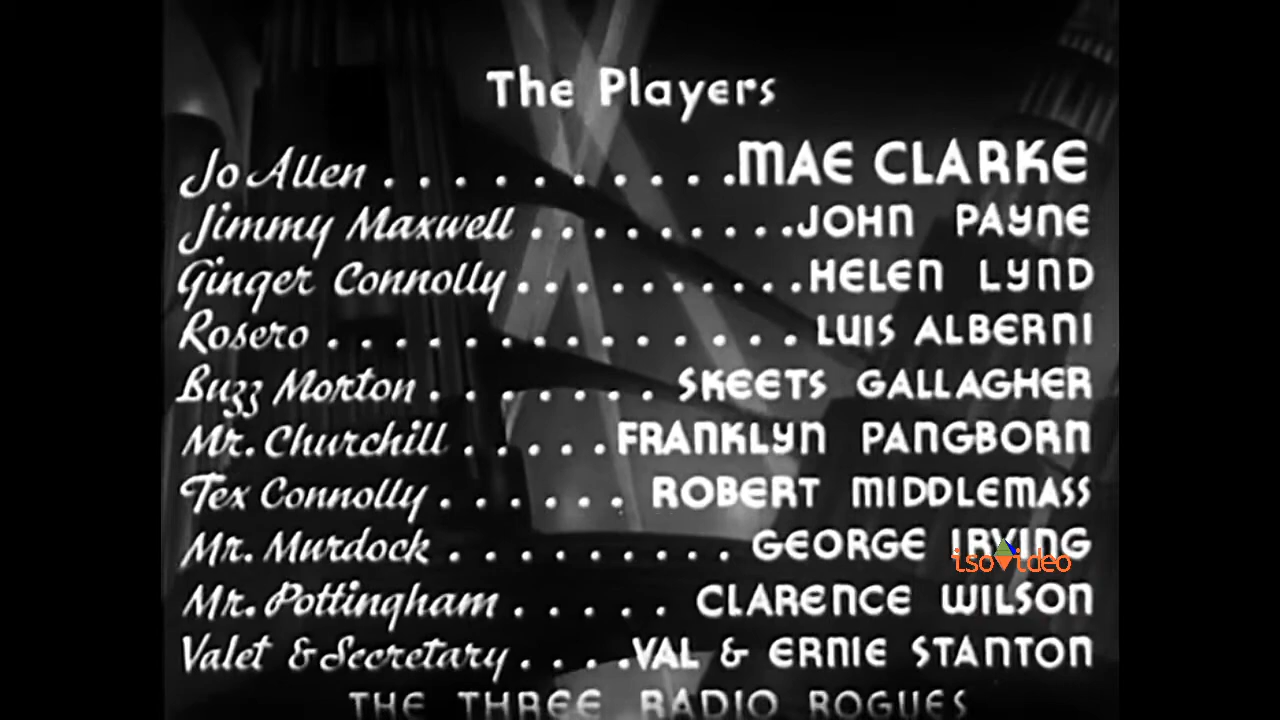 The Players
Jo Allen . . . . . . . . . . .MAE CLARKE
Jimmy Maxwell . . . . . . . . .JOHN PAYNE
Ginger Connolly . . . . . . . . . .HELEN LYND
Rosero . . . . . . . . . . . . . . . LUIS ALBERNI
Buzz Morton . . . . . . . SKEETS GALLAGHER
Mr. Churchill . . . . .FRANKLYN PANGBORN
Tex Connolly . . . . . . ROBERT MIDDLEMASS
Mr. Murdock . . . . . . . . . GEORGE IRVING
isovideo
Mr. Pottingham . . . . . CLARENCE WILSON
Valet & Secretary . . . .VAL & ERNIE STANTON
THE THREE RADIO ROGUES